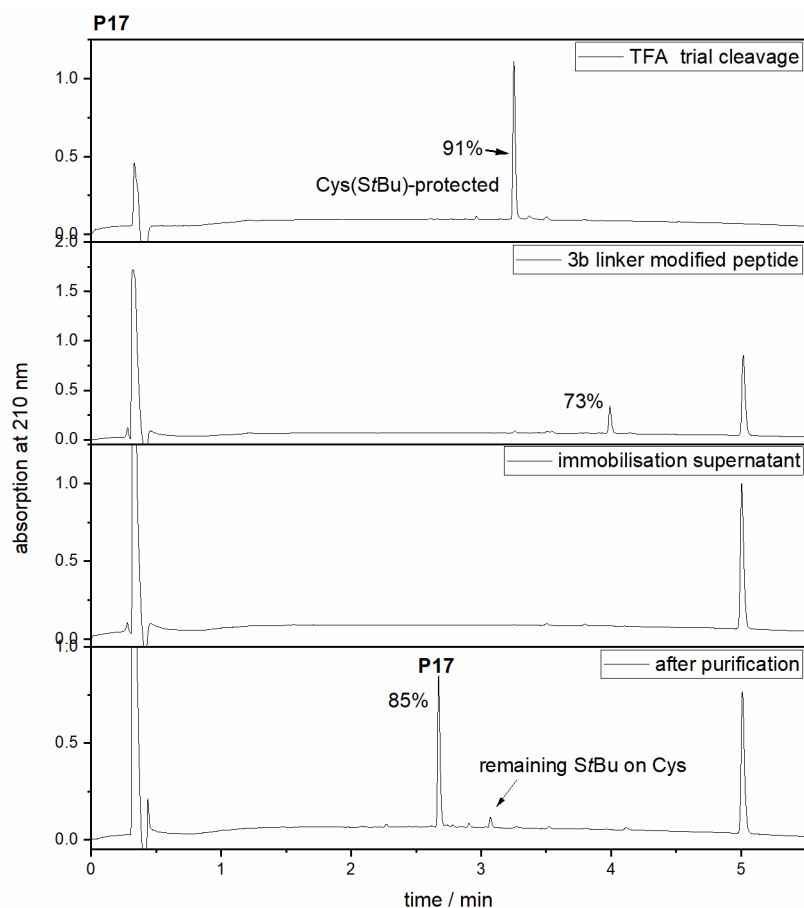 P17
TFA trial cleavage
1.0
91%
Cys(StBu)-protected
0.5
0.0
2.0
3b linker modified peptide
1.5
1.0
73%
0.5
0.0
immobilisation supernatant
1.0
0.5
0.0
1.0
P17
after purification
85%
0.5
remaining StBu on Cys
0.0
0 1 2 3 4 5
time / min
absorption at 210 nm